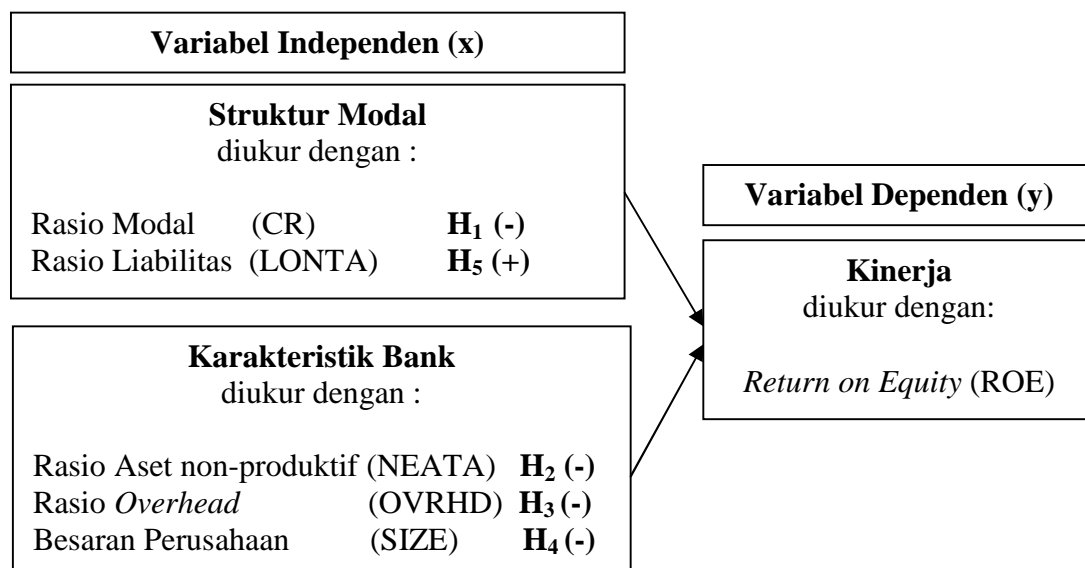 Variabel Independen (x)
Struktur Modal
diukur dengan :
Rasio Modal (CR) H₁ (-)
Rasio Liabilitas (LONTA) H₅ (+)
Karakteristik Bank
diukur dengan :
Rasio Aset non-produktif (NEATA) H₂ (-)
Rasio Overhead (OVRHD) H₃ (-)
Besaran Perusahaan (SIZE) H₄ (-)
Variabel Dependen (y)
Kinerja
diukur dengan:
Return on Equity (ROE)